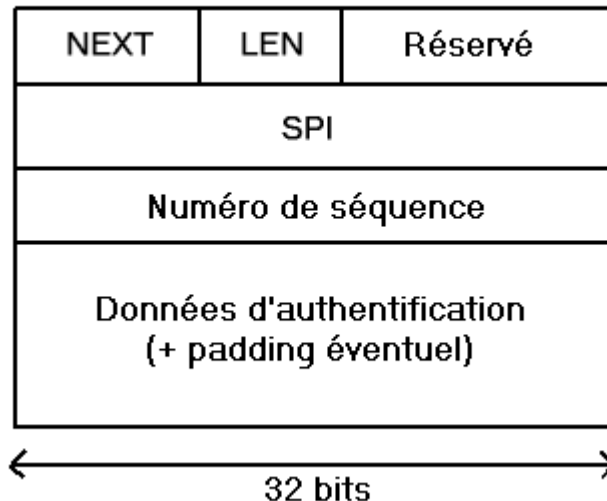 NEXT LEN Réservé
SPI
Numéro de séquence
Données d'authentification
(+ padding éventuel)
32 bits